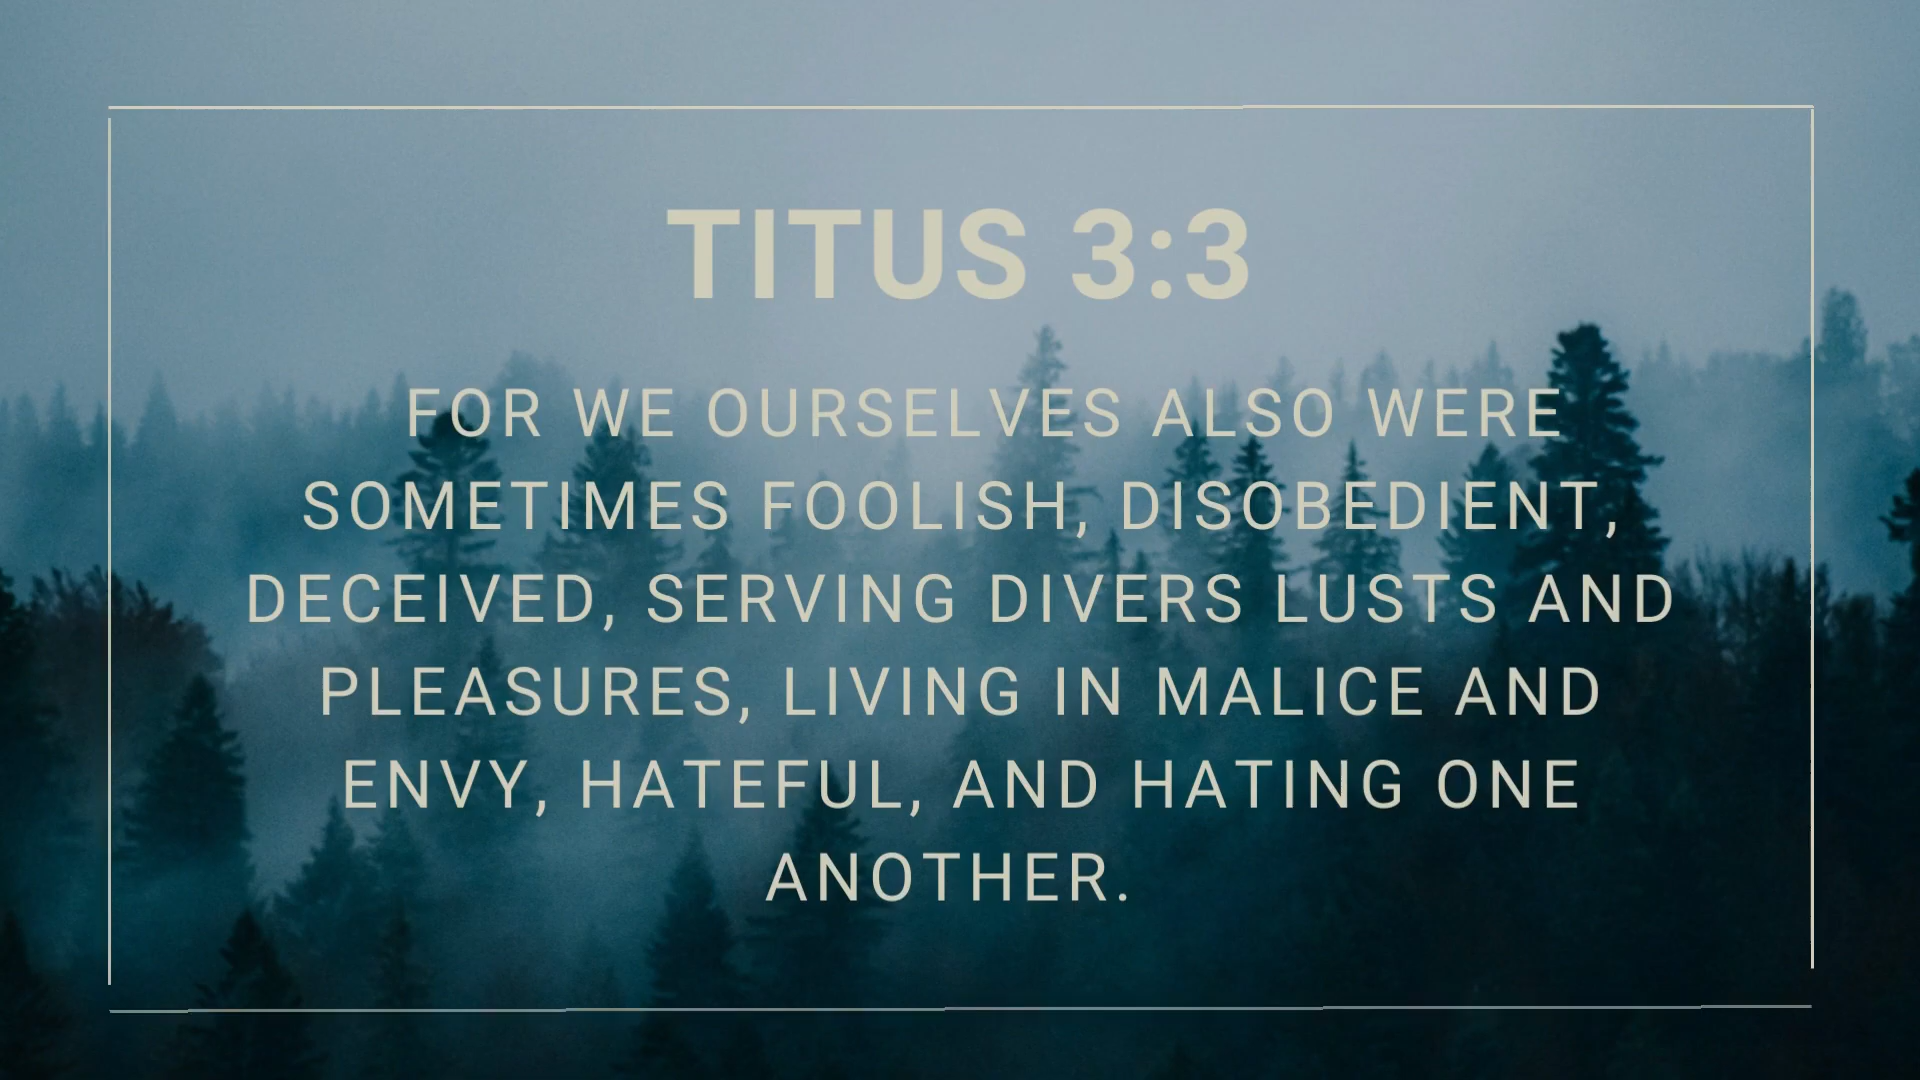 TITUS 3:3
FOR WE OURSELVES ALSO WERE
SOMETIMES FOOLISH, DISOBEDIENT,
DECEIVED, SERVING DIVERS LUSTS AND
PLEASURES, LIVING IN MALICE AND
ENVY, HATEFUL, AND HATING ONE
ANOTHER.